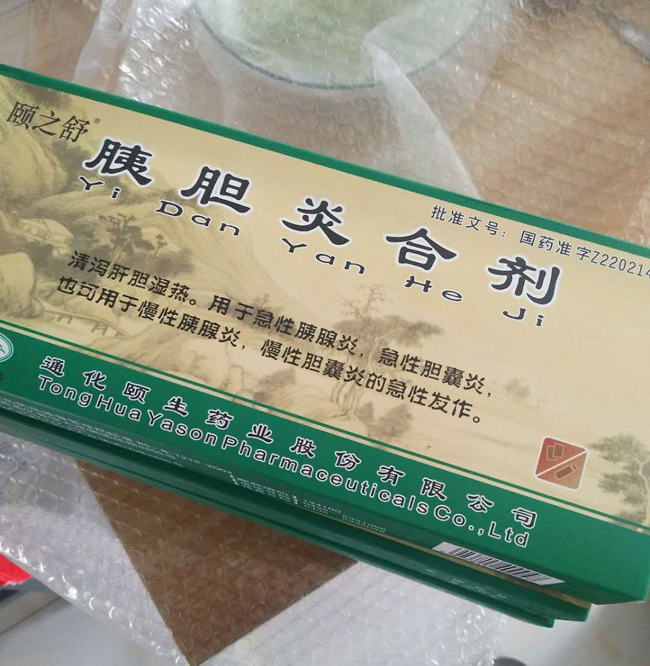 颐之舒®
胰胆炎合剂
Yi Dan Yan He Ji
批准文号：国药准字Z220214
清泻肝胆湿热。用于急性胰腺炎，急性胆囊炎，
也可用于慢性胰腺炎，慢性胆囊炎的急性发作。
通化颐生药业股份有限公司
TongHuaYasonPharmaceuticalsCo.,Ltd